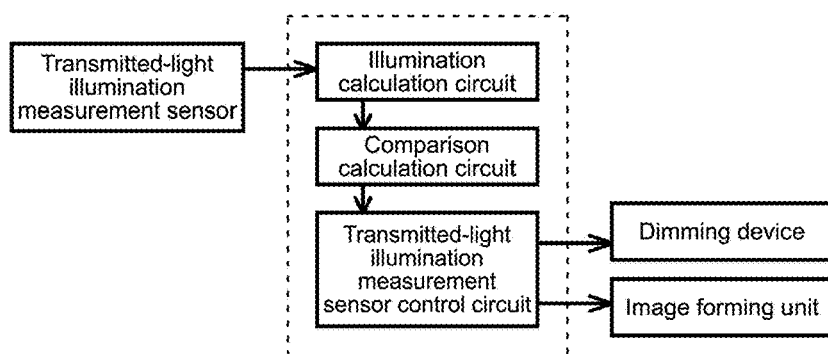 Transmitted-light
illumination
measurement sensor
Illumination
calculation circuit
Comparison
calculation circuit
Transmitted-light
illumination
measurement
sensor control circuit
Dimming device
Image forming unit